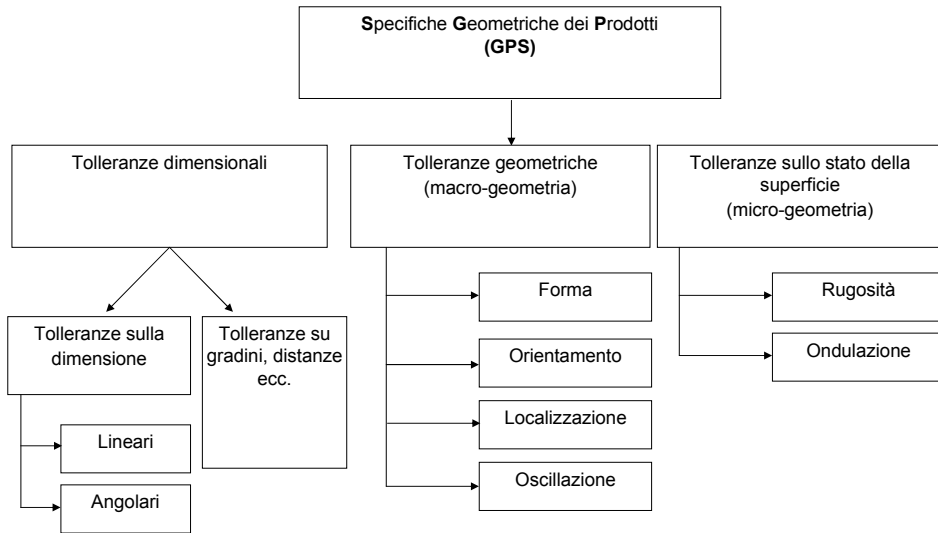 Specifiche Geometriche dei Prodotti
(GPS)
Tolleranze dimensionali
Tolleranze geometriche
(macro-geometria)
Tolleranze sullo stato della
superficie
(micro-geometria)
Tolleranze sulla
dimensione
Tolleranze su
gradini, distanze
ecc.
Lineari
Angolari
Forma
Orientamento
Localizzazione
Oscillazione
Rugosità
Ondulazione